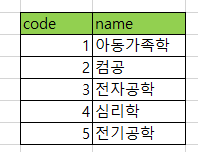 code name
1 아동가족학
2 컴공
3 전자공학
4 심리학
5 전기공학